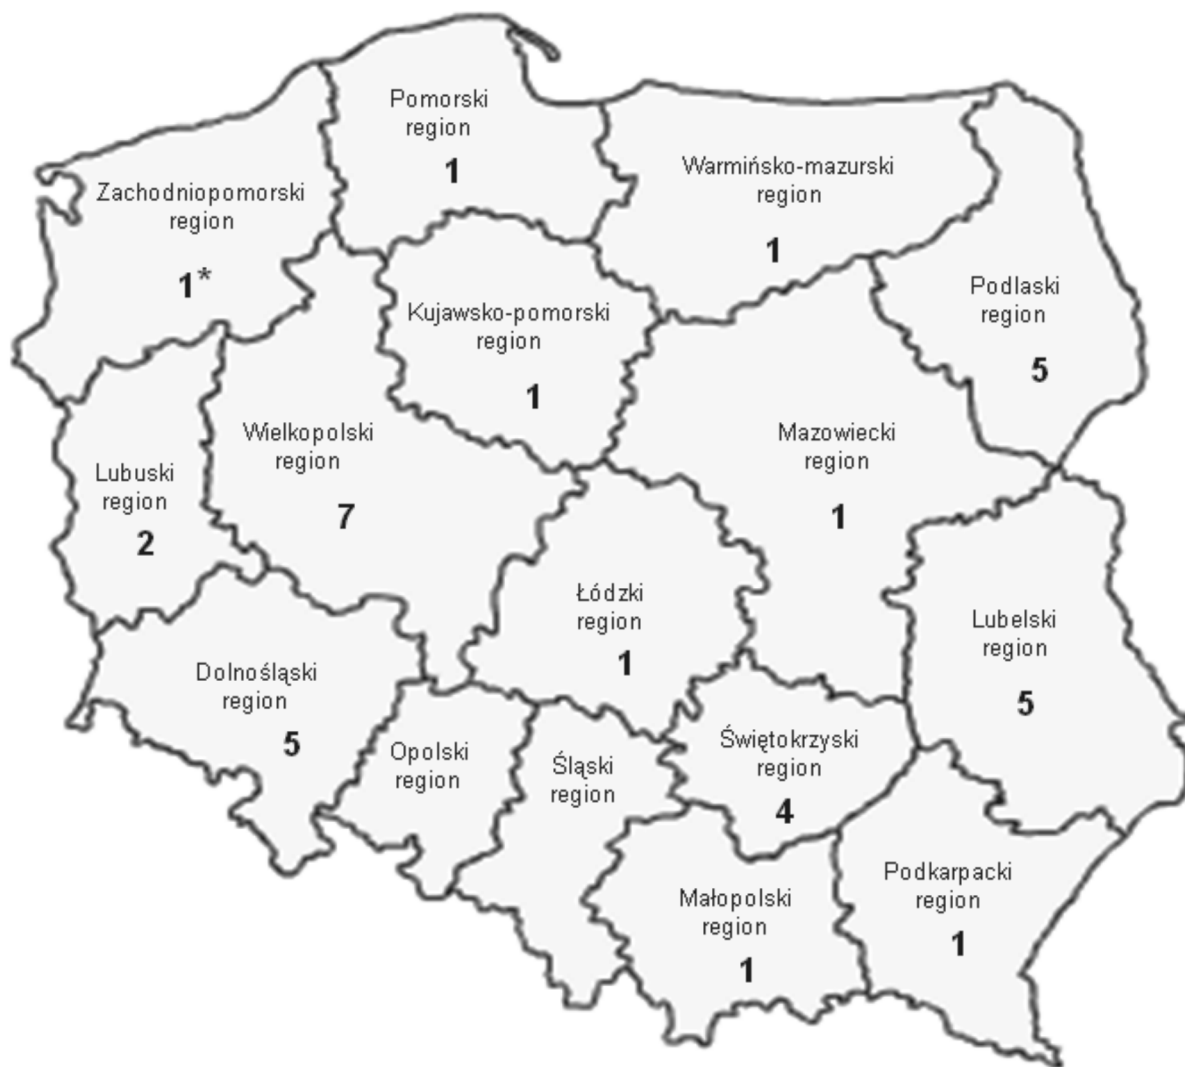 Pomorski
region
1
Warmińsko-mazurski
region
1
Zachodniopomorski
region
1*
Kujawsko-pomorski
region
1
Podlaski
region
5
Wielkopolski
region
7
Mazowiecki
region
1
Lubuski
region
2
Łódzki
region
1
Lubelski
region
5
Dolnośląski
region
5
Opolski
region
Śląski
region
Świętokrzyski
region
4
Małopolski
region
1
Podkarpacki
region
1